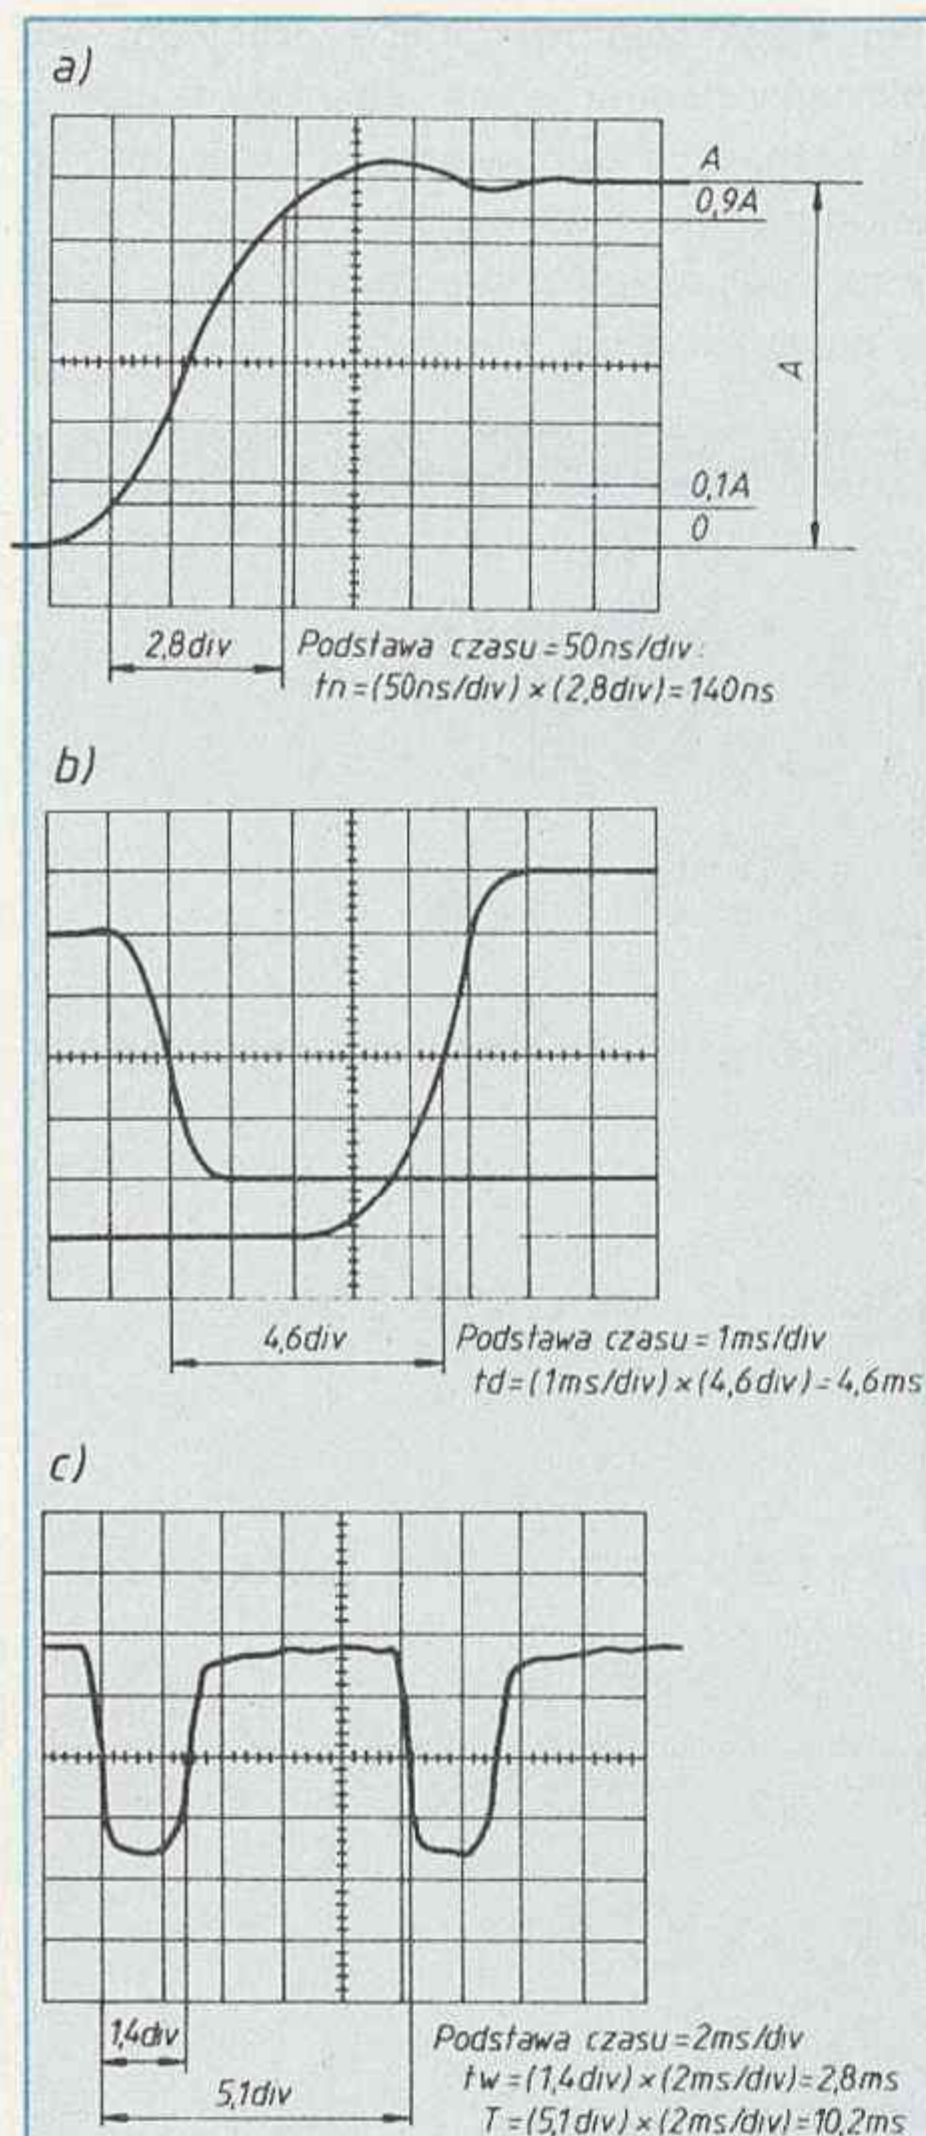 a)
A
0,9A
A
0,1A
0
2,8div
Podstawa czasu = 50ns/div:
tn = (50ns/div) × (2,8div) = 140ns
b)
4,6div
Podstawa czasu = 1ms/div
td = (1ms/div) × (4,6div) = 4,6ms
c)
1,4div
5,1div
Podstawa czasu = 2ms/div
tw = (1,4div) × (2ms/div) = 2,8ms
T = (5,1div) × (2ms/div) = 10,2ms